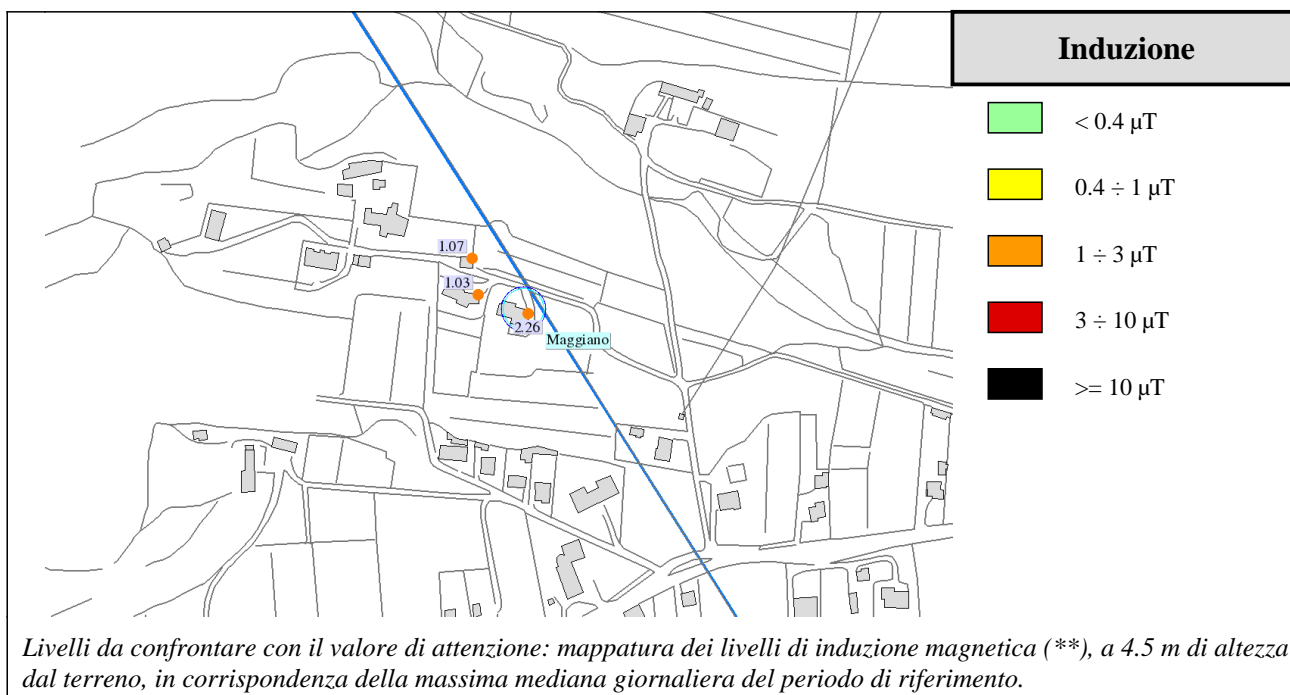 Induzione
< 0.4 µT
0.4 ÷ 1 µT
1 ÷ 3 µT
3 ÷ 10 µT
>= 10 µT
1.07
1.03
2.26
Maggiano
Livelli da confrontare con il valore di attenzione: mappatura dei livelli di induzione magnetica (**), a 4.5 m di altezza
dal terreno, in corrispondenza della massima mediana giornaliera del periodo di riferimento.